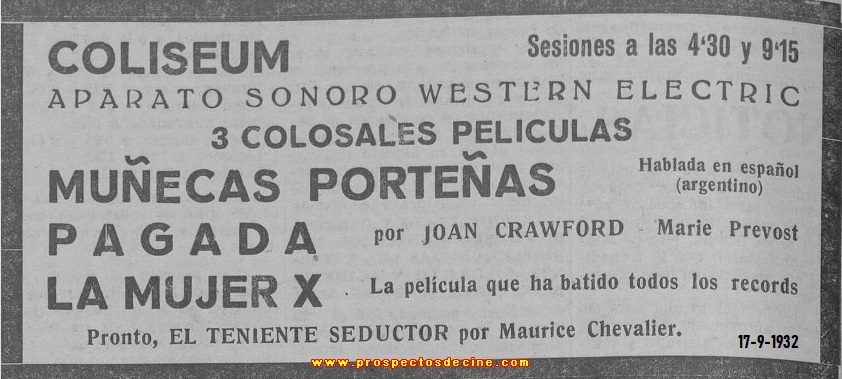 COLISEUM Sesiones a las 4'30 y 9'15
APARATO SONORO WESTERN ELECTRIC
3 COLOSALES PELICULAS
MUÑECAS PORTEÑAS Hablada en español
(argentino)
PAGADA por JOAN CRAWFORD - Marie Prevost
LA MUJER X La película que ha batido todos los records
Pronto, EL TENIENTE SEDUCTOR por Maurice Chevalier.
17-9-1932
www.prospectosdecine.com